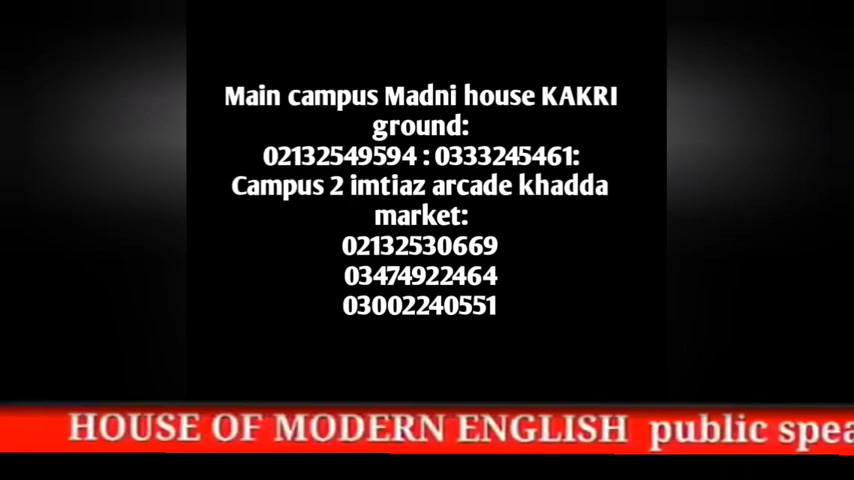 Main campus Madni house KAKRI
ground:
02132549594 : 0333245461:
Campus 2 imtiaz arcade khadda
market:
02132530669
03474922464
03002240551
HOUSE OF MODERN ENGLISH public spea